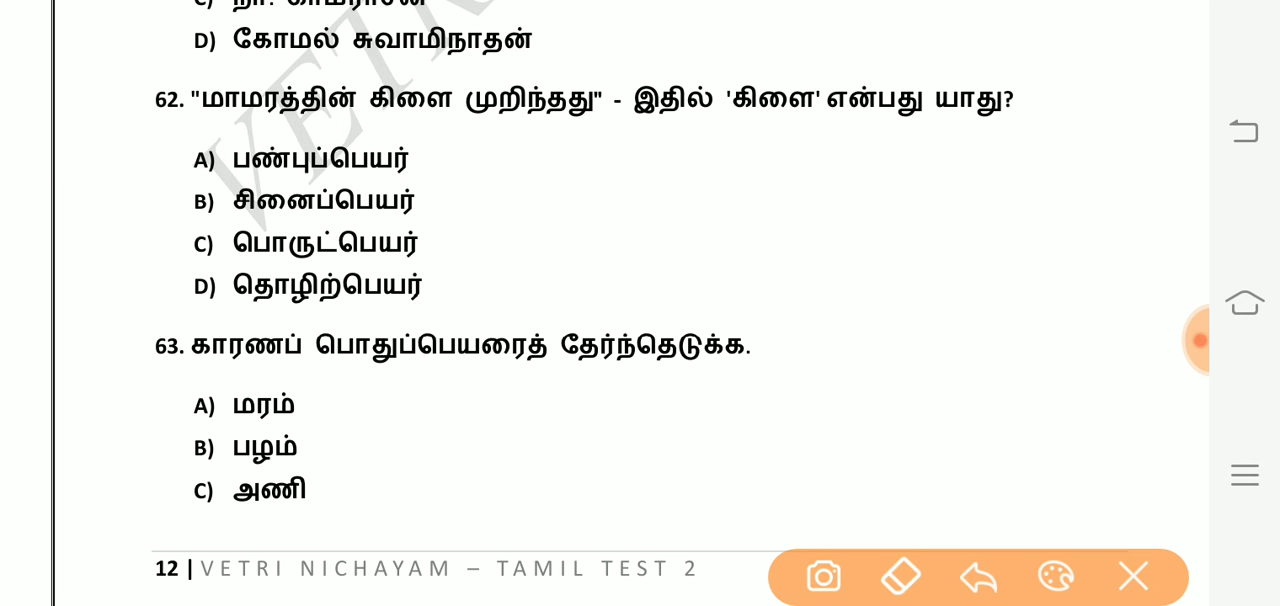 D) கோமல் சுவாமிநாதன்
62. "மாமரத்தின் கிளை முறிந்தது" - இதில் 'கிளை' என்பது யாது?
A) பண்புப்பெயர்
B) சினைப்பெயர்
C) பொருட்பெயர்
D) தொழிற்பெயர்
63. காரணப் பொதுப்பெயரைத் தேர்ந்தெடுக்க.
A) மரம்
B) பழம்
C) அணி
12 | VETRI NICHAYAM – TAMIL TEST 2